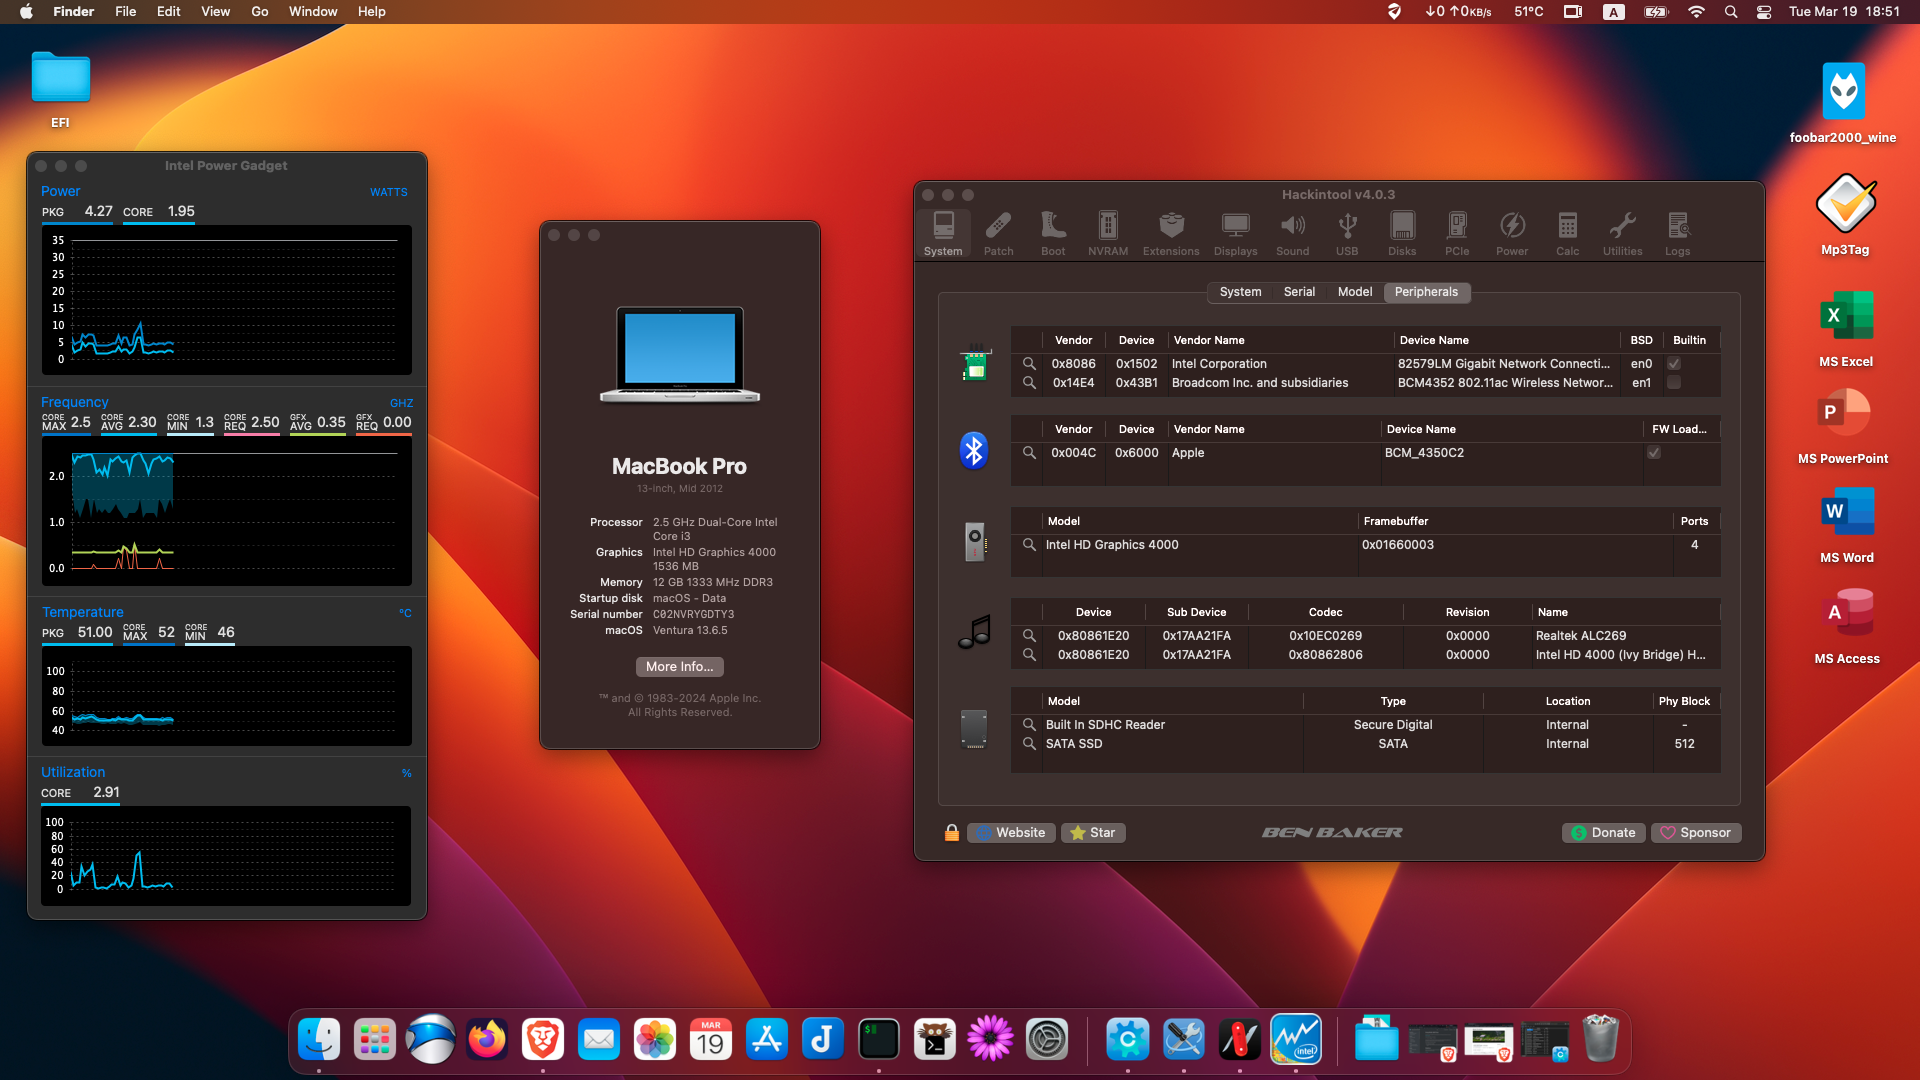 Finder File Edit View Go Window Help
↓0 ↑0KB/s 51°C A Tue Mar 19 18:51
EFI
foobar2000_wine
Mp3Tag
X
MS Excel
P
MS PowerPoint
W
MS Word
A
MS Access
Intel Power Gadget
Power WATTS
PKG 4.27 CORE 1.95
35
30
25
20
15
10
5
0
Frequency GHZ
CORE MAX 2.5 CORE AVG 2.30 CORE MIN 1.3 CORE REQ 2.50 GFX AVG 0.35 GFX REQ 0.00
2.0
1.0
0.0
Temperature °C
PKG 51.00 CORE MAX 52 CORE MIN 46
100
80
60
40
Utilization %
CORE 2.91
100
80
60
40
20
0
MacBook Pro
13-inch, Mid 2012
Processor 2.5 GHz Dual-Core Intel
Core i3
Graphics Intel HD Graphics 4000
1536 MB
Memory 12 GB 1333 MHz DDR3
Startup disk macOS - Data
Serial number C02NVRYGDTY3
macOS Ventura 13.6.5
More Info...
™ and © 1983-2024 Apple Inc.
All Rights Reserved.
Hackintool v4.0.3
System Patch Boot NVRAM Extensions Displays Sound USB Disks PCIe Power Calc Utilities Logs
System Serial Model Peripherals
Vendor Device Vendor Name Device Name BSD Builtin
0x8086 0x1502 Intel Corporation 82579LM Gigabit Network Connecti... en0
0x14E4 0x43B1 Broadcom Inc. and subsidiaries BCM4352 802.11ac Wireless Networ... en1
Vendor Device Vendor Name Device Name FW Load...
0x004C 0x6000 Apple BCM_4350C2
Model Framebuffer Ports
Intel HD Graphics 4000 0x01660003 4
Device Sub Device Codec Revision Name
0x80861E20 0x17AA21FA 0x10EC0269 0x0000 Realtek ALC269
0x80861E20 0x17AA21FA 0x80862806 0x0000 Intel HD 4000 (Ivy Bridge) H...
Model Type Location Phy Block
Built In SDHC Reader Secure Digital Internal -
SATA SSD SATA Internal 512
Website Star BEN BAKER Donate Sponsor
MAR
19
$
intel